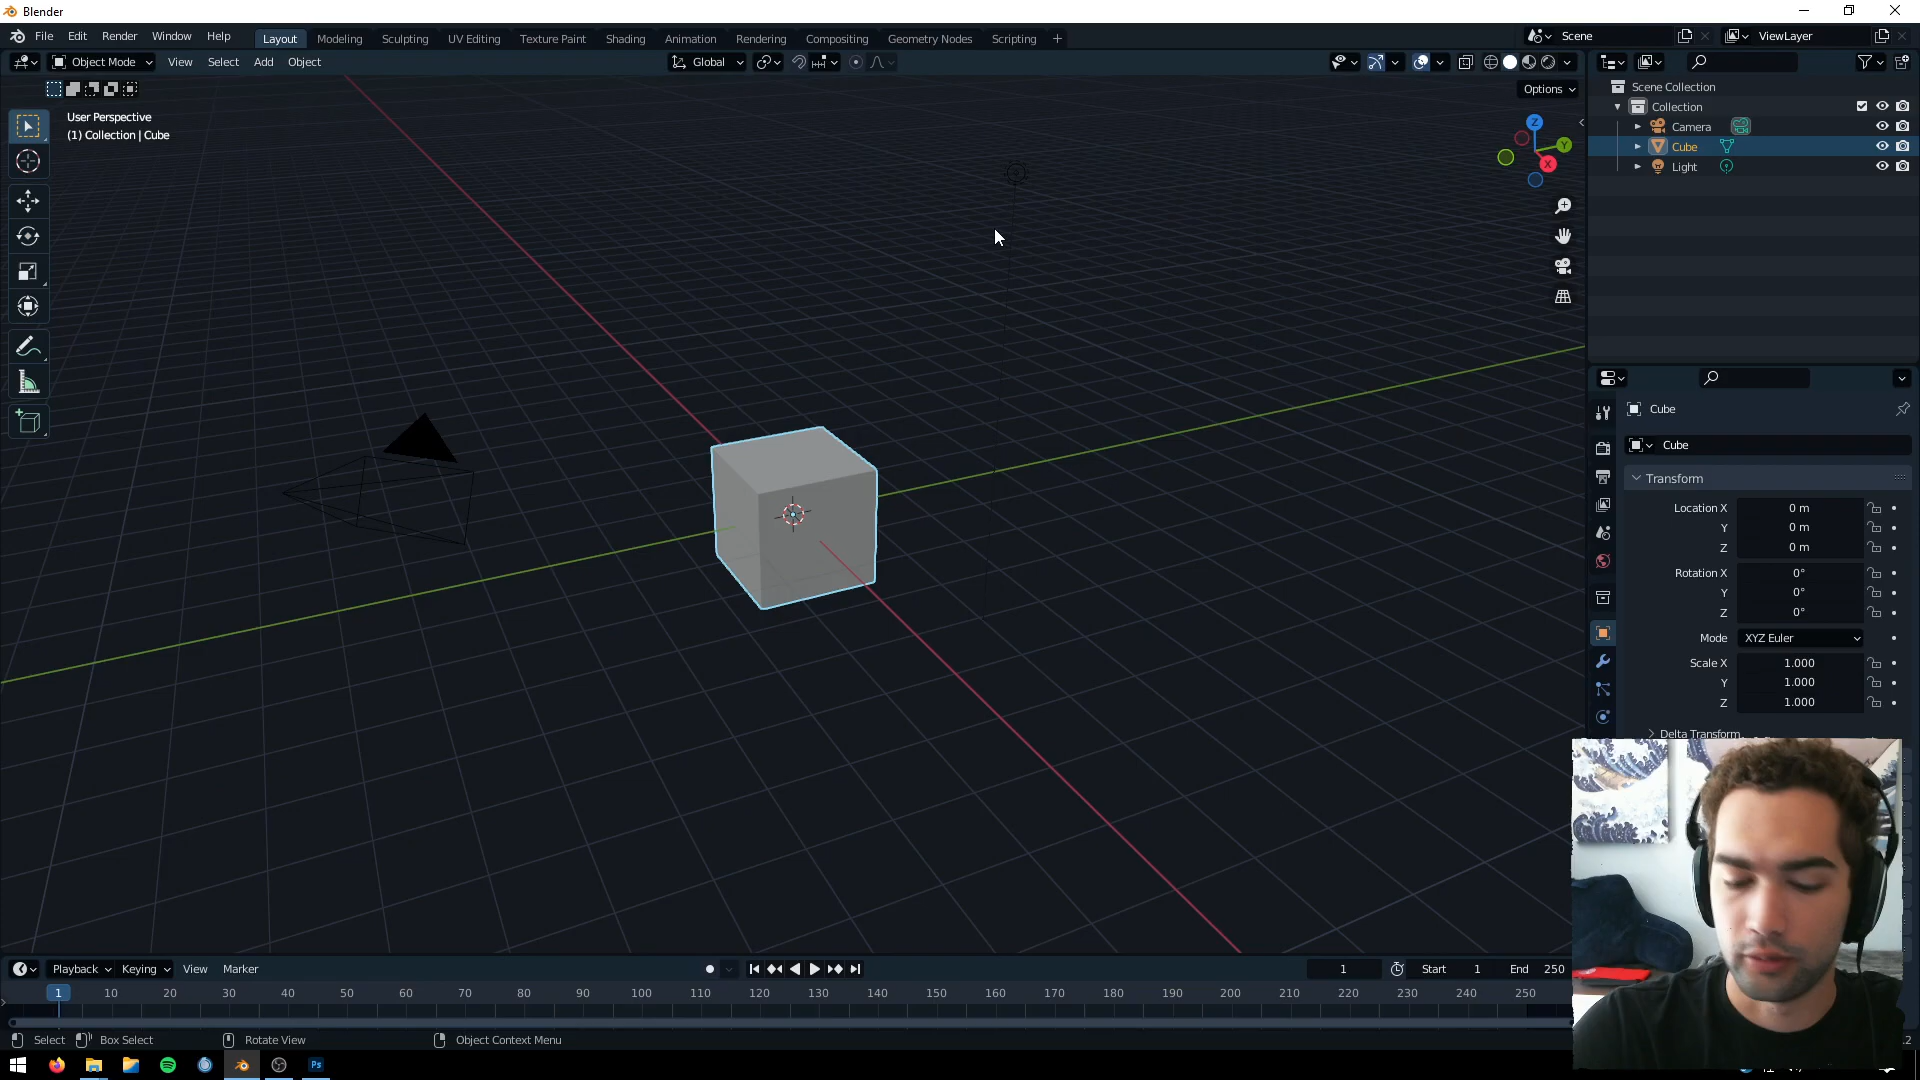 Blender
File Edit Render Window Help Layout Modeling Sculpting UV Editing Texture Paint Shading Animation Rendering Compositing Geometry Nodes Scripting + Scene ViewLayer
Object Mode View Select Add Object Global
Options
User Perspective
(1) Collection | Cube
Z
Y
X
Scene Collection
Collection
Camera
Cube
Light
Cube
Cube
Transform
Location X 0 m
Y 0 m
Z 0 m
Rotation X 0°
Y 0°
Z 0°
Mode XYZ Euler
Scale X 1.000
Y 1.000
Z 1.000
Delta Transform
Playback Keying View Marker 1 Start 1 End 250
1 10 20 30 40 50 60 70 80 90 100 110 120 130 140 150 160 170 180 190 200 210 220 230 240 250
Select Box Select Rotate View Object Context Menu
Ps